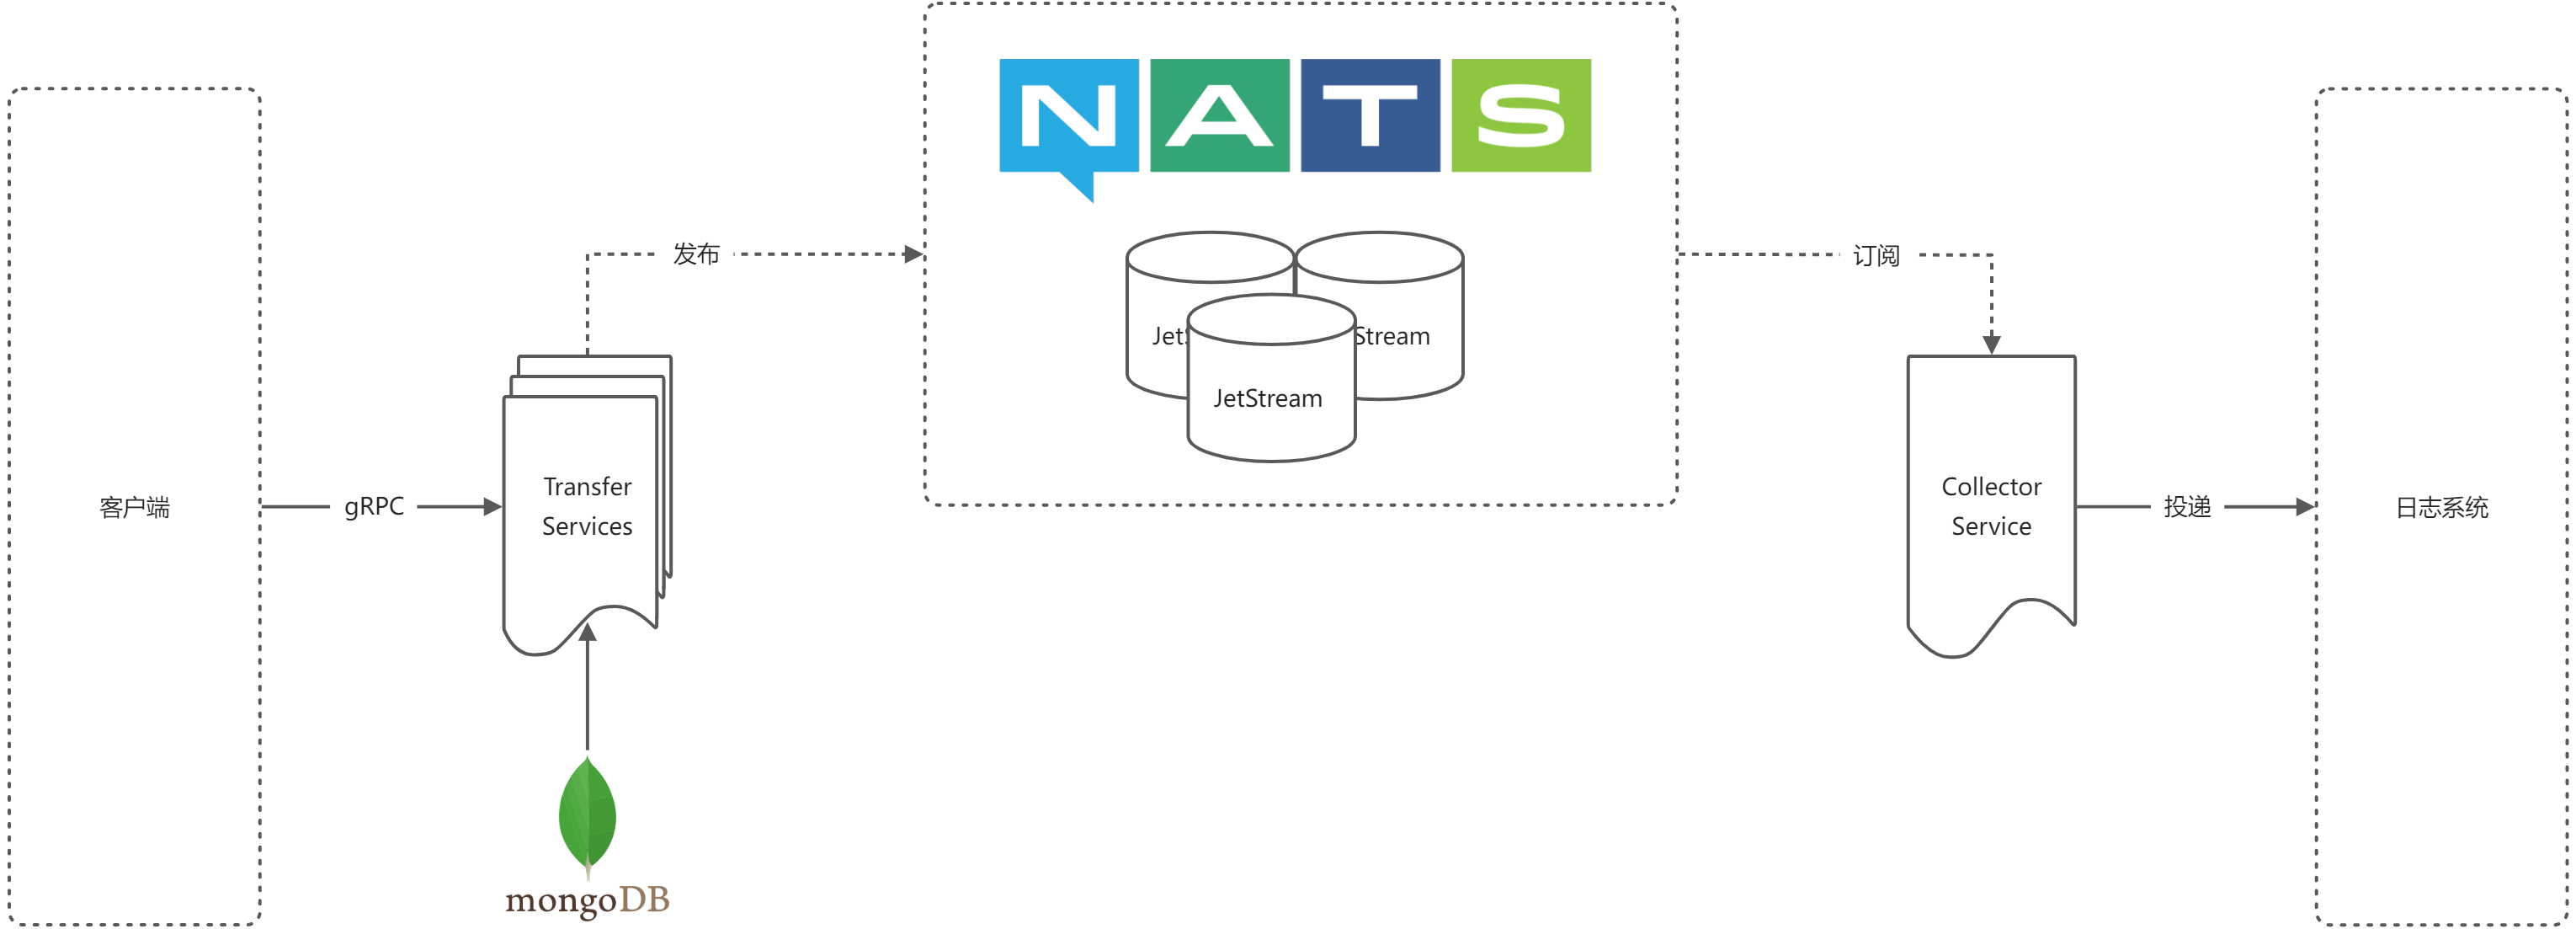 客户端
gRPC
Transfer
Services
mongoDB
发布
NATS
JetS
Stream
JetStream
订阅
Collector
Service
投递
日志系统